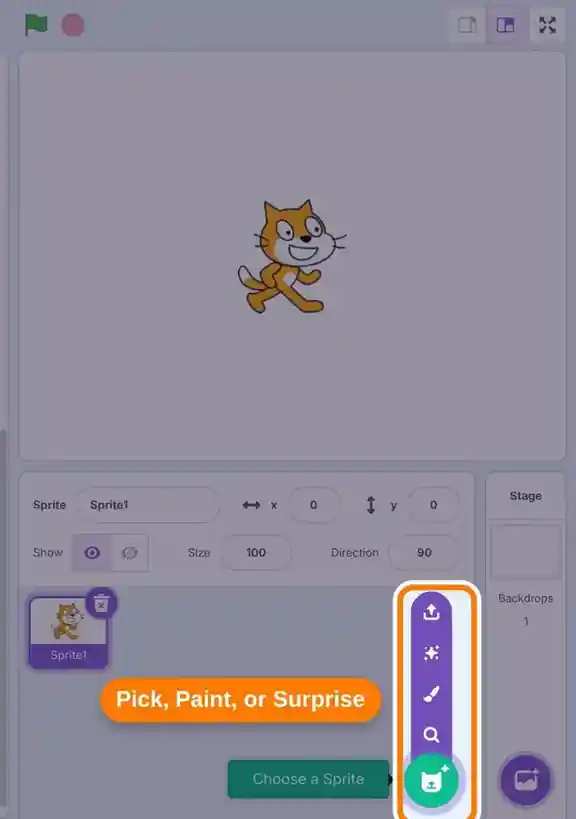 Sprite
Sprite1
x
0
y
0
Show
Size
100
Direction
90
Stage
Backdrops
1
Sprite1
Pick, Paint, or Surprise
Choose a Sprite